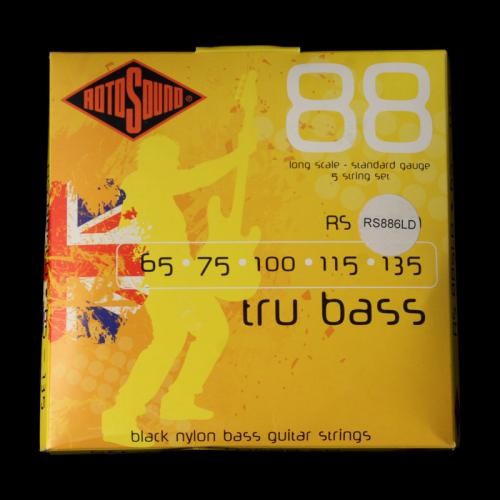 ROTOSOUND®
88
long scale - standard gauge
5 string set
RS RS886LD
65 • 75 • 100 • 115 • 135
tru bass
black nylon bass guitar strings